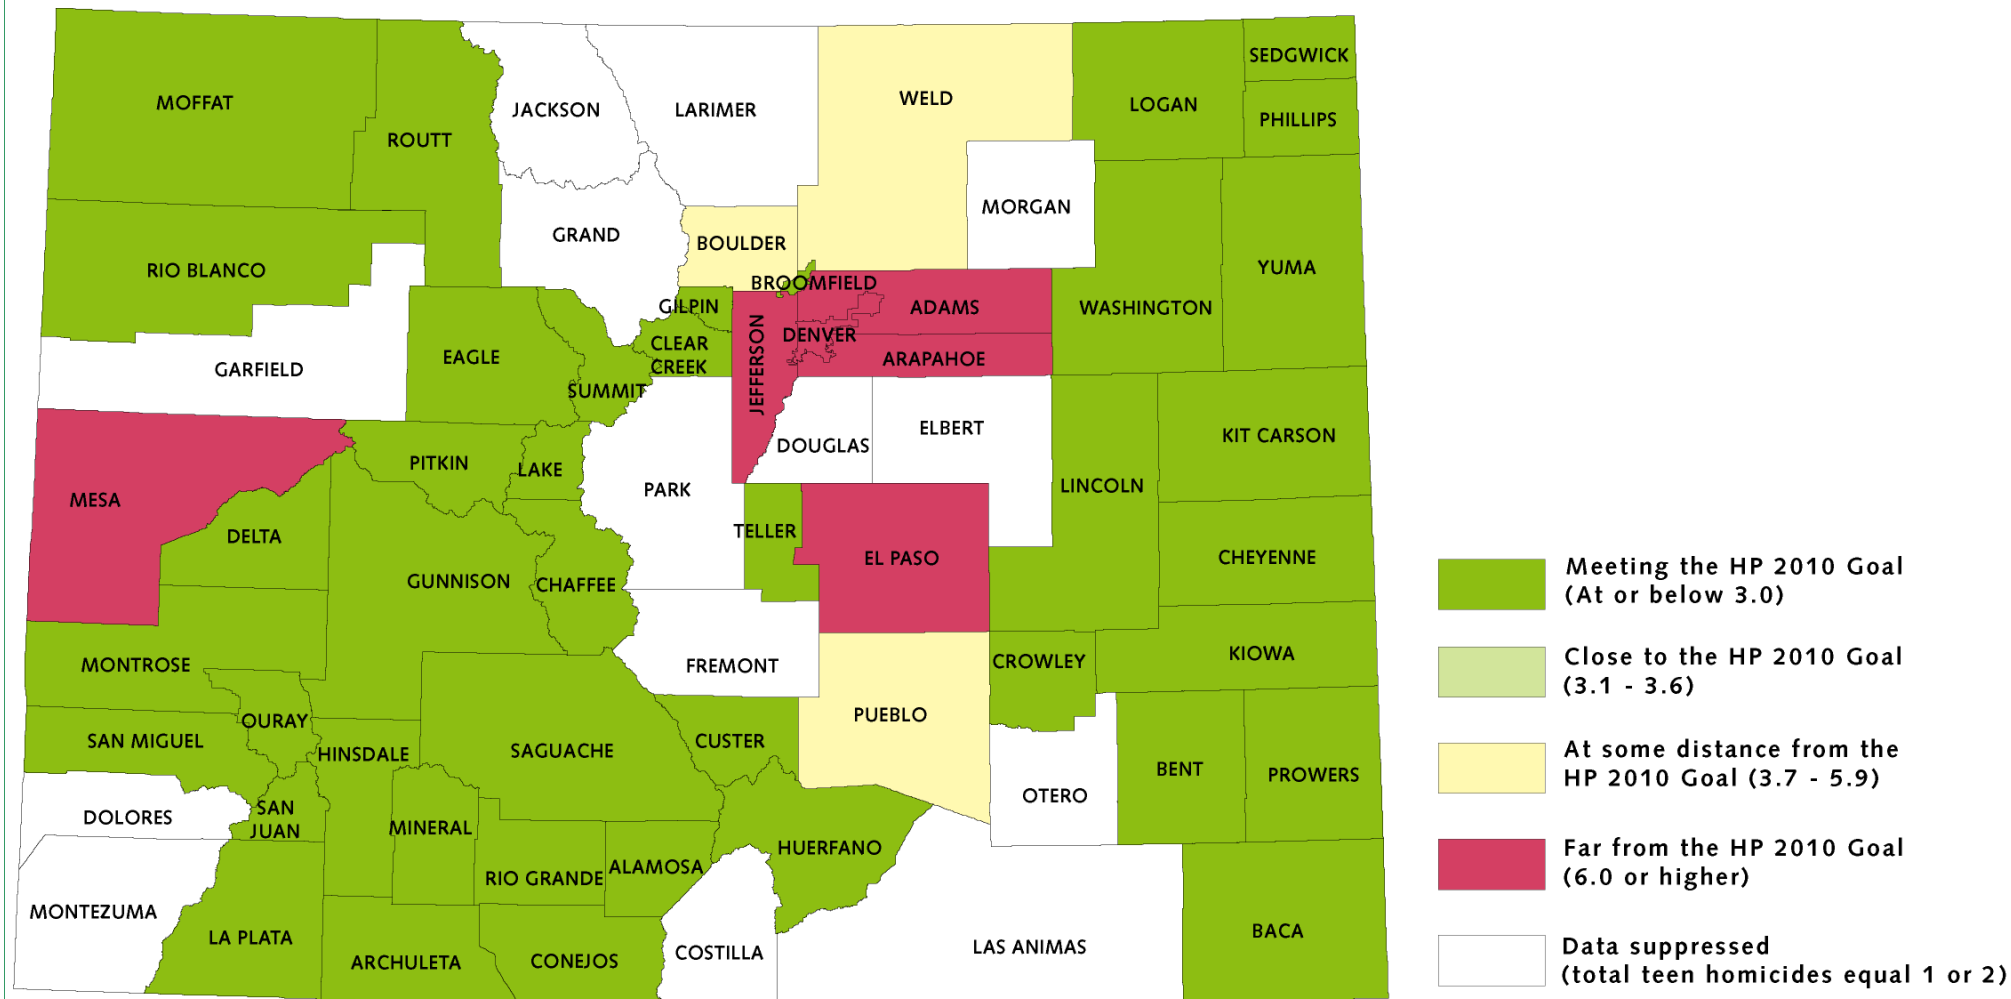 MOFFAT
ROUTT
JACKSON
LARIMER
WELD
LOGAN
SEDGWICK
PHILLIPS
MORGAN
GRAND
BOULDER
RIO BLANCO
YUMA
BROOMFIELD
GILPIN
ADAMS
WASHINGTON
DENVER
CLEAR
CREEK
EAGLE
ARAPAHOE
JEFFERSON
GARFIELD
SUMMIT
DOUGLAS
ELBERT
KIT CARSON
PITKIN
LAKE
PARK
LINCOLN
MESA
TELLER
DELTA
EL PASO
CHEYENNE
GUNNISON
CHAFFEE
MONTROSE
FREMONT
CROWLEY
KIOWA
OURAY
PUEBLO
SAN MIGUEL
HINSDALE
SAGUACHE
CUSTER
BENT
PROWERS
OTERO
DOLORES
SAN
JUAN
MINERAL
HUERFANO
ALAMOSA
RIO GRANDE
MONTEZUMA
LA PLATA
ARCHULETA
CONEJOS
COSTILLA
LAS ANIMAS
BACA
Meeting the HP 2010 Goal
(At or below 3.0)
Close to the HP 2010 Goal
(3.1 - 3.6)
At some distance from the
HP 2010 Goal (3.7 - 5.9)
Far from the HP 2010 Goal
(6.0 or higher)
Data suppressed
(total teen homicides equal 1 or 2)